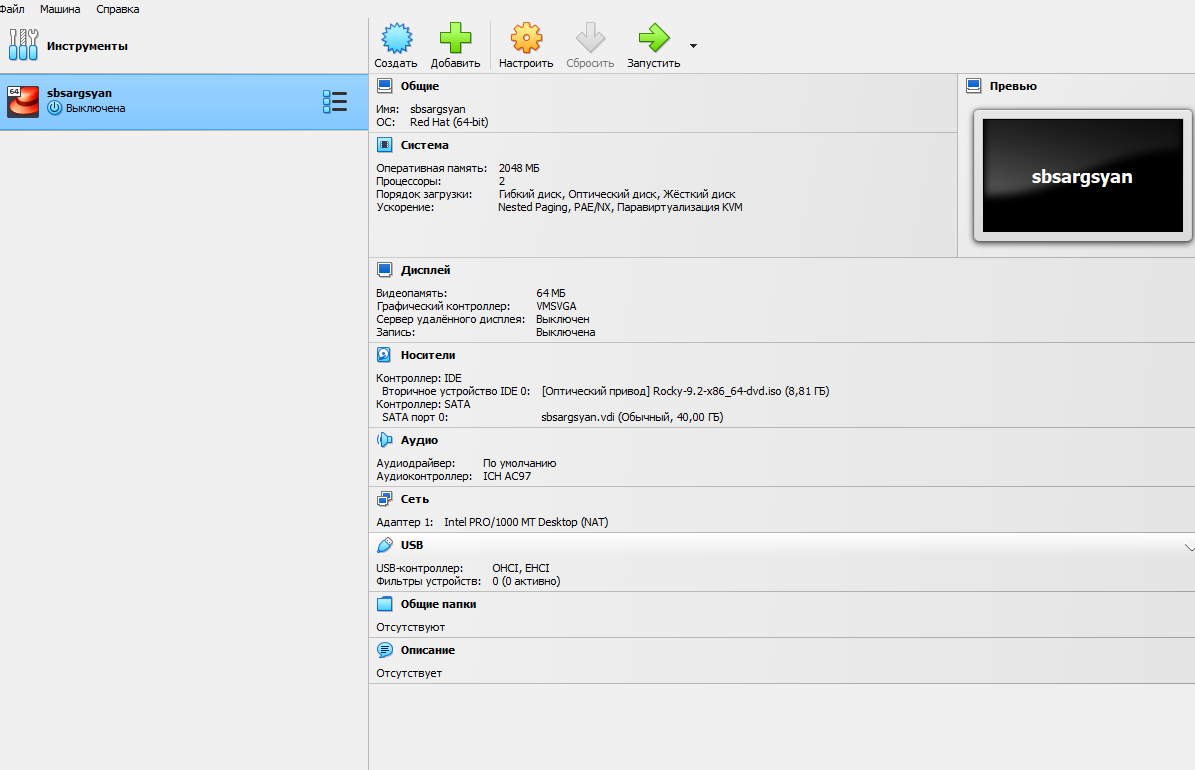 Файл Машина Справка
Инструменты
Создать Добавить Настроить Сбросить Запустить
64
sbsargsyan
Выключена
Общие
Имя: sbsargsyan
ОС: Red Hat (64-bit)
Превью
sbsargsyan
Система
Оперативная память: 2048 МБ
Процессоры: 2
Порядок загрузки: Гибкий диск, Оптический диск, Жёсткий диск
Ускорение: Nested Paging, PAE/NX, Паравиртуализация KVM
Дисплей
Видеопамять: 64 МБ
Графический контроллер: VMSVGA
Сервер удалённого дисплея: Выключен
Запись: Выключена
Носители
Контроллер: IDE
Вторичное устройство IDE 0: [Оптический привод] Rocky-9.2-x86_64-dvd.iso (8,81 ГБ)
Контроллер: SATA
SATA порт 0: sbsargsyan.vdi (Обычный, 40,00 ГБ)
Аудио
Аудиодрайвер: По умолчанию
Аудиоконтроллер: ICH AC97
Сеть
Адаптер 1: Intel PRO/1000 MT Desktop (NAT)
USB
USB-контроллер: OHCI, EHCI
Фильтры устройств: 0 (0 активно)
Общие папки
Отсутствуют
Описание
Отсутствует